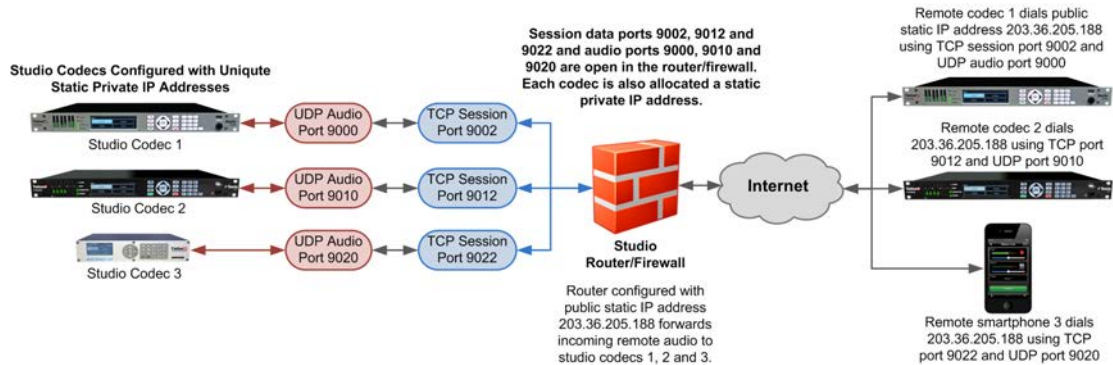 Studio Codecs Configured with Uniqute
Static Private IP Addresses
Studio Codec 1
UDP Audio
Port 9000
TCP Session
Port 9002
Studio Codec 2
UDP Audio
Port 9010
TCP Session
Port 9012
Studio Codec 3
UDP Audio
Port 9020
TCP Session
Port 9022
Session data ports 9002, 9012 and
9022 and audio ports 9000, 9010 and
9020 are open in the router/firewall.
Each codec is also allocated a static
private IP address.
Studio
Router/Firewall
Router configured with
public static IP address
203.36.205.188 forwards
incoming remote audio to
studio codecs 1, 2 and 3.
Internet
Remote codec 1 dials public
static IP address 203.36.205.188
using TCP session port 9002 and
UDP audio port 9000
Remote codec 2 dials
203.36.205.188 using TCP port
9012 and UDP port 9010
Remote smartphone 3 dials
203.36.205.188 using TCP
port 9022 and UDP port 9020